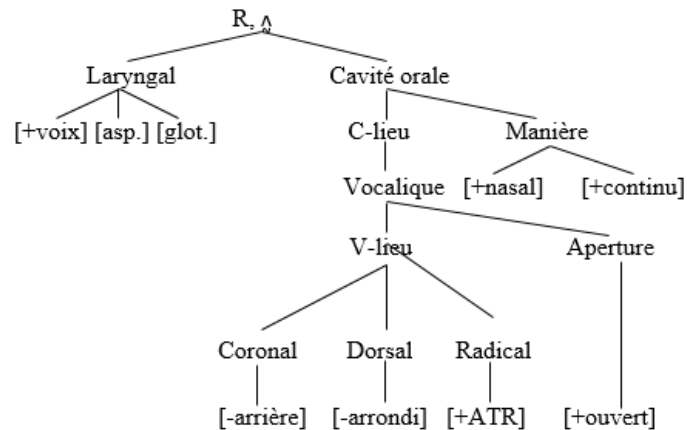 R, ʌ̰
Laryngal Cavité orale
[+voix] [asp.] [glot.] C-lieu Manière
Vocalique [+nasal] [+continu]
V-lieu Aperture
Coronal Dorsal Radical
[-arrière] [-arrondi] [+ATR] [+ouvert]